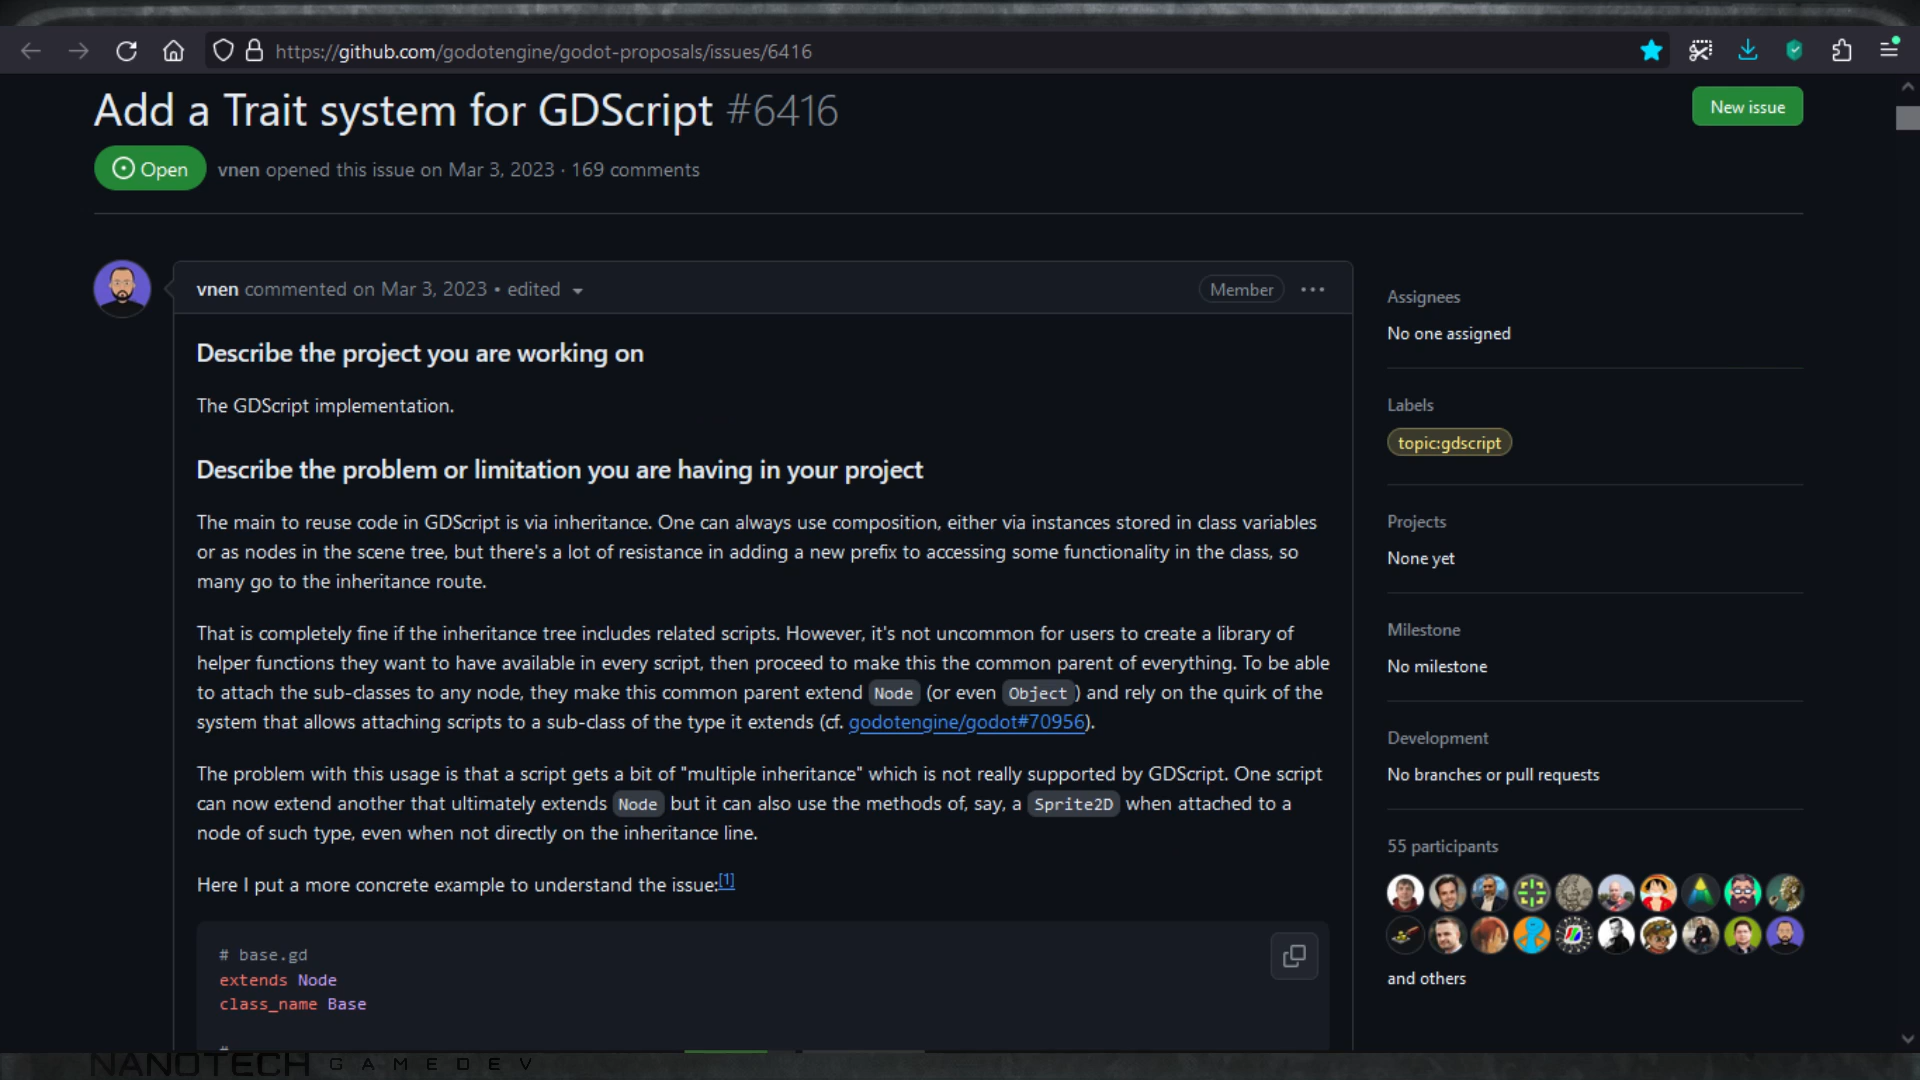 https://github.com/godotengine/godot-proposals/issues/6416
Add a Trait system for GDScript #6416
New issue
Open
vnen opened this issue on Mar 3, 2023 · 169 comments
vnen commented on Mar 3, 2023 • edited
Member
Describe the project you are working on
The GDScript implementation.
Describe the problem or limitation you are having in your project
The main to reuse code in GDScript is via inheritance. One can always use composition, either via instances stored in class variables
or as nodes in the scene tree, but there's a lot of resistance in adding a new prefix to accessing some functionality in the class, so
many go to the inheritance route.
That is completely fine if the inheritance tree includes related scripts. However, it's not uncommon for users to create a library of
helper functions they want to have available in every script, then proceed to make this the common parent of everything. To be able
to attach the sub-classes to any node, they make this common parent extend Node (or even Object) and rely on the quirk of the
system that allows attaching scripts to a sub-class of the type it extends (cf. godotengine/godot#70956).
The problem with this usage is that a script gets a bit of "multiple inheritance" which is not really supported by GDScript. One script
can now extend another that ultimately extends Node but it can also use the methods of, say, a Sprite2D when attached to a
node of such type, even when not directly on the inheritance line.
Here I put a more concrete example to understand the issue:[1]
# base.gd
extends Node
class_name Base
#
Assignees
No one assigned
Labels
topic:gdscript
Projects
None yet
Milestone
No milestone
Development
No branches or pull requests
55 participants
and others
NANOTECH GAMEDEV